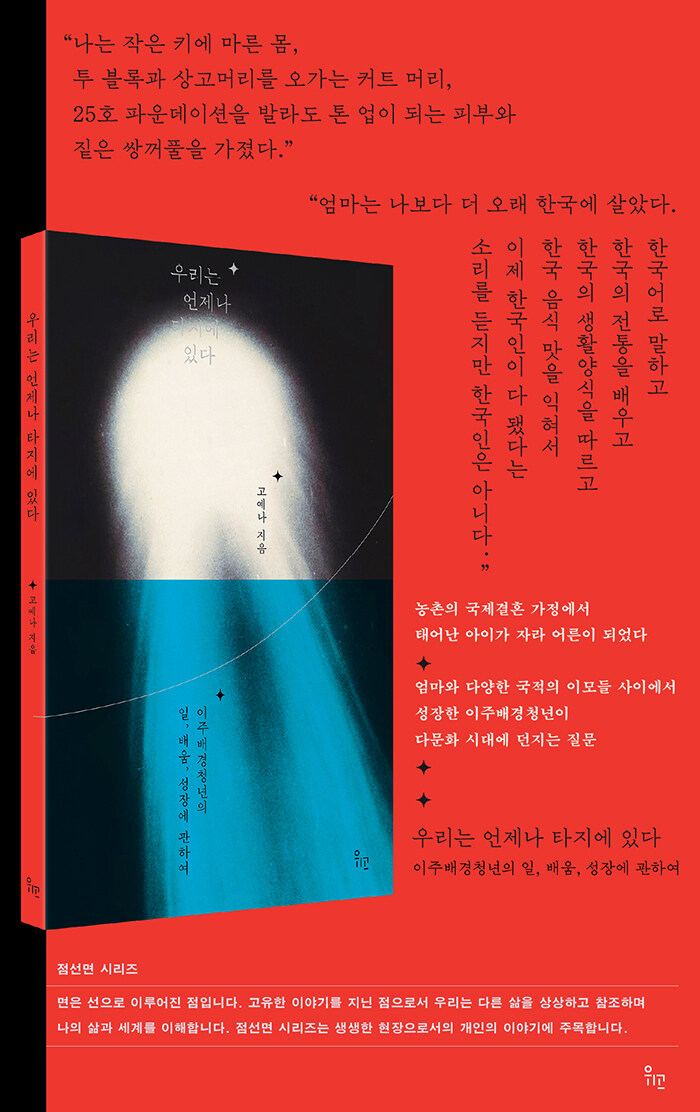 “나는 작은 키에 마른 몸,
투 블록과 상고머리를 오가는 커트 머리,
25호 파운데이션을 발라도 톤 업이 되는 피부와
짙은 쌍꺼풀을 가졌다.”
“엄마는 나보다 더 오래 한국에 살았다.
한국어로 말하고
한국의 전통을 배우고
한국의 생활양식을 따르고
한국 음식 맛을 익혀서
이제 한국인이 다 됐다는
소리를 듣지만 한국인은 아니다.”
우리는 언제나 타지에 있다
고예나 지음
우리는
언제나
타지에
있다
고예나 지음
이주배경청년의
일, 배움, 성장에 관하여
위고
위고
농촌의 국제결혼 가정에서
태어난 아이가 자라 어른이 되었다
엄마와 다양한 국적의 이모들 사이에서
성장한 이주배경청년이
다문화 시대에 던지는 질문
우리는 언제나 타지에 있다
이주배경청년의 일, 배움, 성장에 관하여
점선면 시리즈
면은 선으로 이루어진 점입니다. 고유한 이야기를 지닌 점으로서 우리는 다른 삶을 상상하고 참조하며
나의 삶과 세계를 이해합니다. 점선면 시리즈는 생생한 현장으로서의 개인의 이야기에 주목합니다.
위고